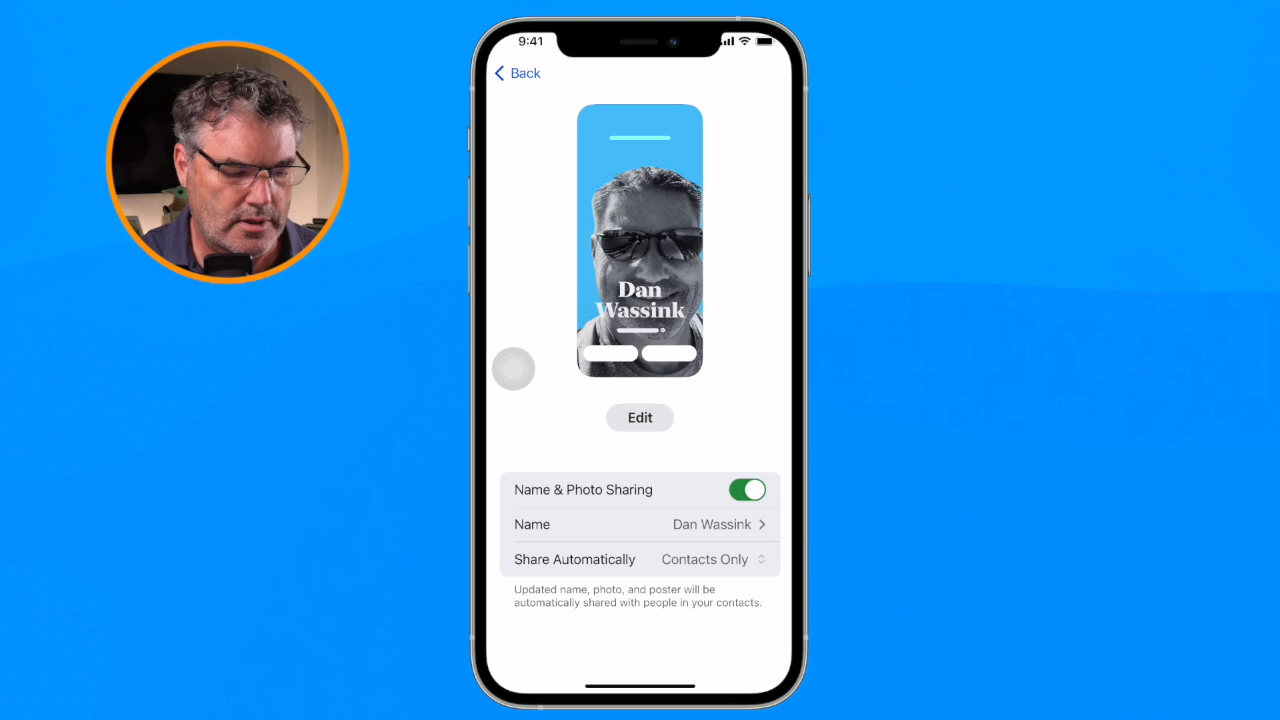 9:41
Back
Dan
Wassink
Edit
Name & Photo Sharing
Name Dan Wassink
Share Automatically Contacts Only
Updated name, photo, and poster will be
automatically shared with people in your contacts.